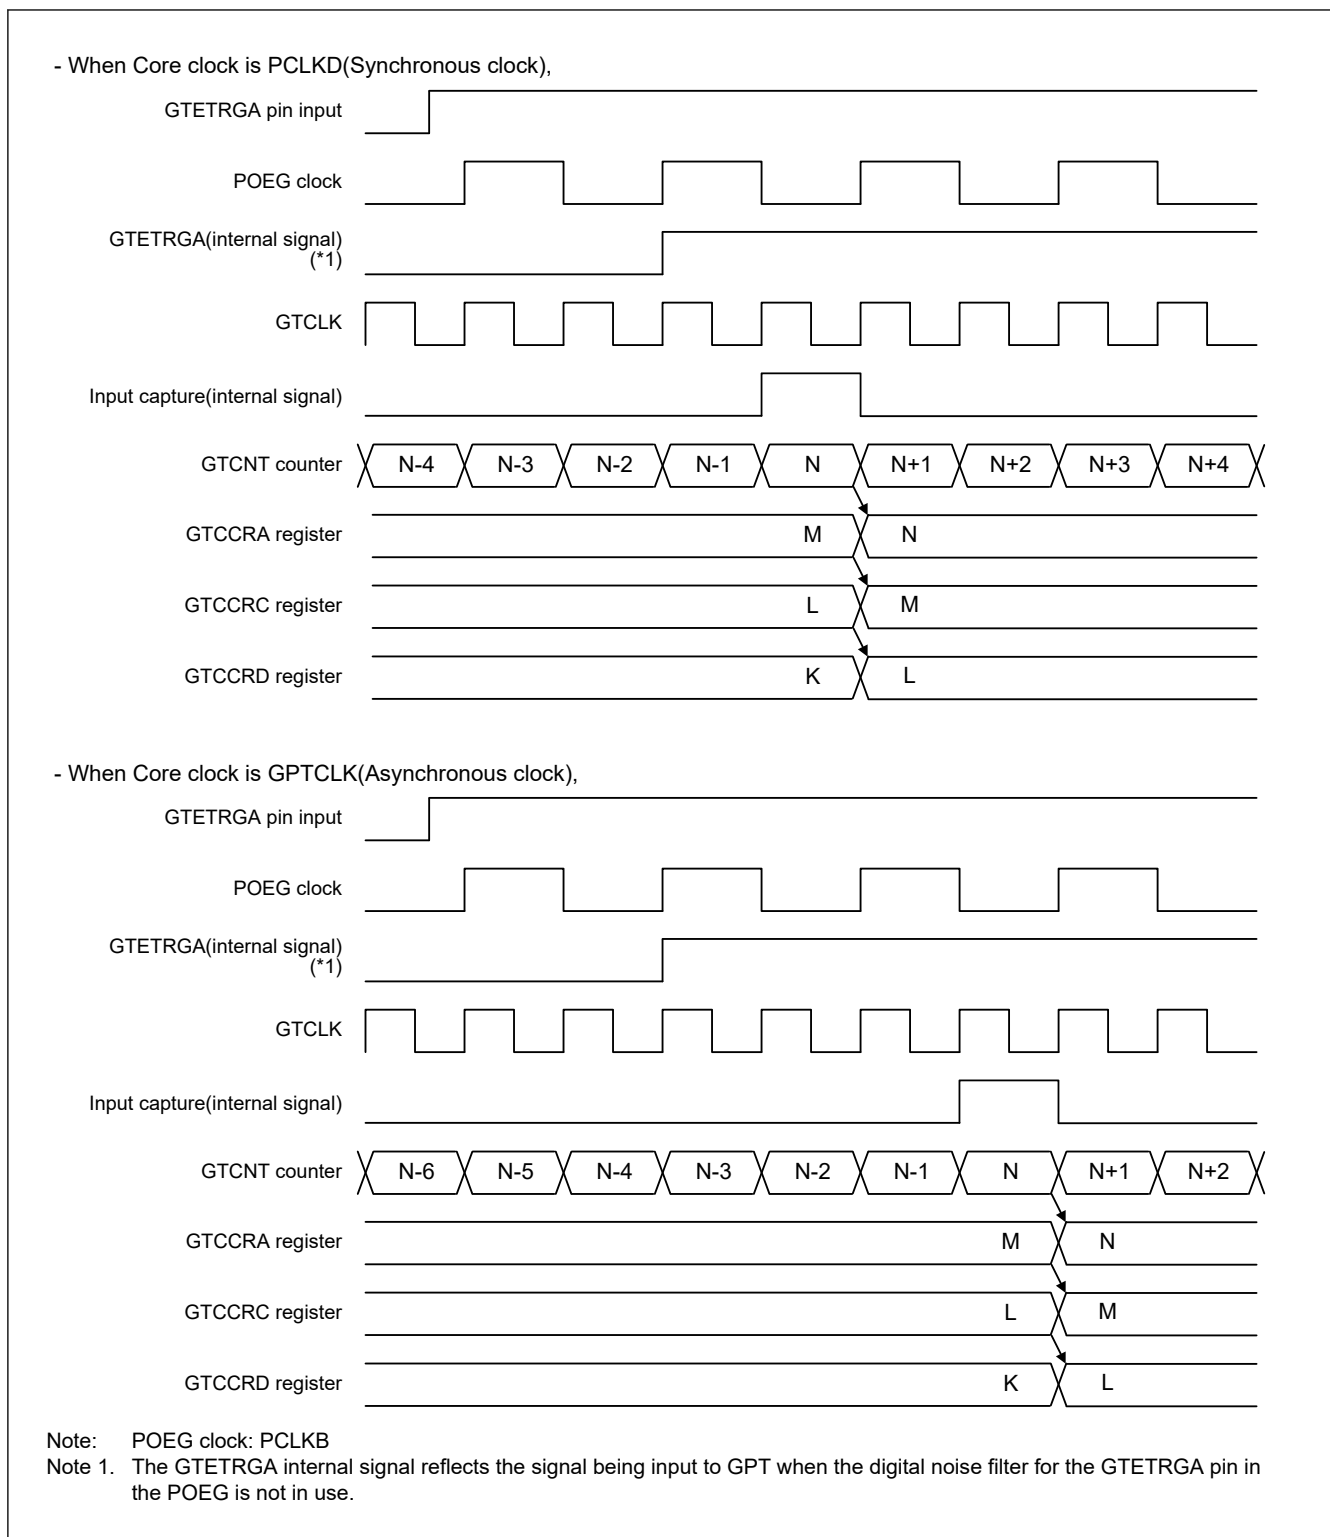 - When Core clock is PCLKD(Synchronous clock),
GTETRGA pin input
POEG clock
GTETRGA(internal signal)
(*1)
GTCLK
Input capture(internal signal)
GTCNT counter N-4 N-3 N-2 N-1 N N+1 N+2 N+3 N+4
GTCCRA register M N
GTCCRC register L M
GTCCRD register K L
- When Core clock is GPTCLK(Asynchronous clock),
GTETRGA pin input
POEG clock
GTETRGA(internal signal)
(*1)
GTCLK
Input capture(internal signal)
GTCNT counter N-6 N-5 N-4 N-3 N-2 N-1 N N+1 N+2
GTCCRA register M N
GTCCRC register L M
GTCCRD register K L
Note: POEG clock: PCLKB
Note 1. The GTETRGA internal signal reflects the signal being input to GPT when the digital noise filter for the GTETRGA pin in
the POEG is not in use.